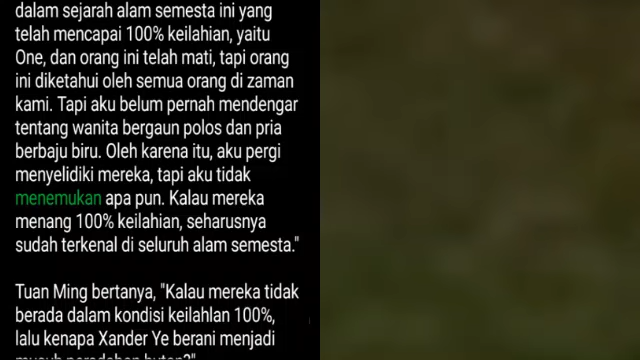 dalam sejarah alam semesta ini yang
telah mencapai 100% keilahian, yaitu
One, dan orang ini telah mati, tapi orang
ini diketahui oleh semua orang di zaman
kami. Tapi aku belum pernah mendengar
tentang wanita bergaun polos dan pria
berbaju biru. Oleh karena itu, aku pergi
menyelidiki mereka, tapi aku tidak
menemukan apa pun. Kalau mereka
menang 100% keilahian, seharusnya
sudah terkenal di seluruh alam semesta."
Tuan Ming bertanya, "Kalau mereka tidak
berada dalam kondisi keilahlan 100%,
lalu kenapa Xander Ye berani menjadi